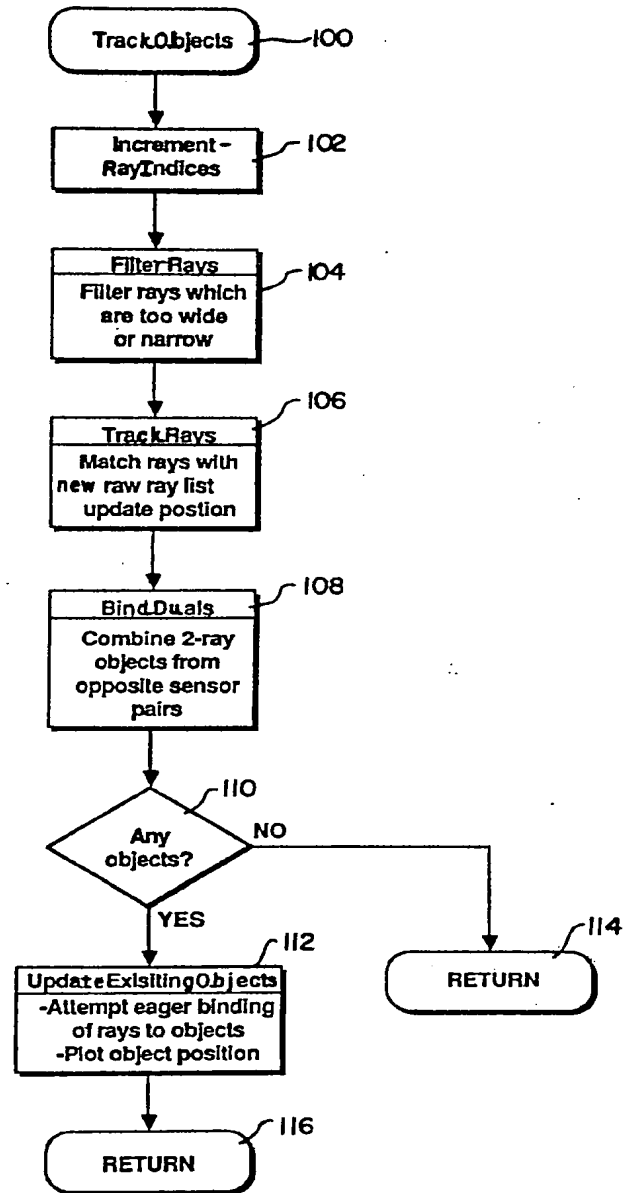 TrackObjects
100
Increment-
RayIndices
102
FilterRays
104
Filter rays which
are too wide
or narrow
106
TrackRays
Match rays with
new raw ray list
update postion
108
BindDuals
Combine 2-ray
objects from
opposite sensor
pairs
110
Any
objects?
NO
YES
112
UpdateExisitingObjects
-Attempt eager binding
of rays to objects
-Plot object position
114
RETURN
116
RETURN